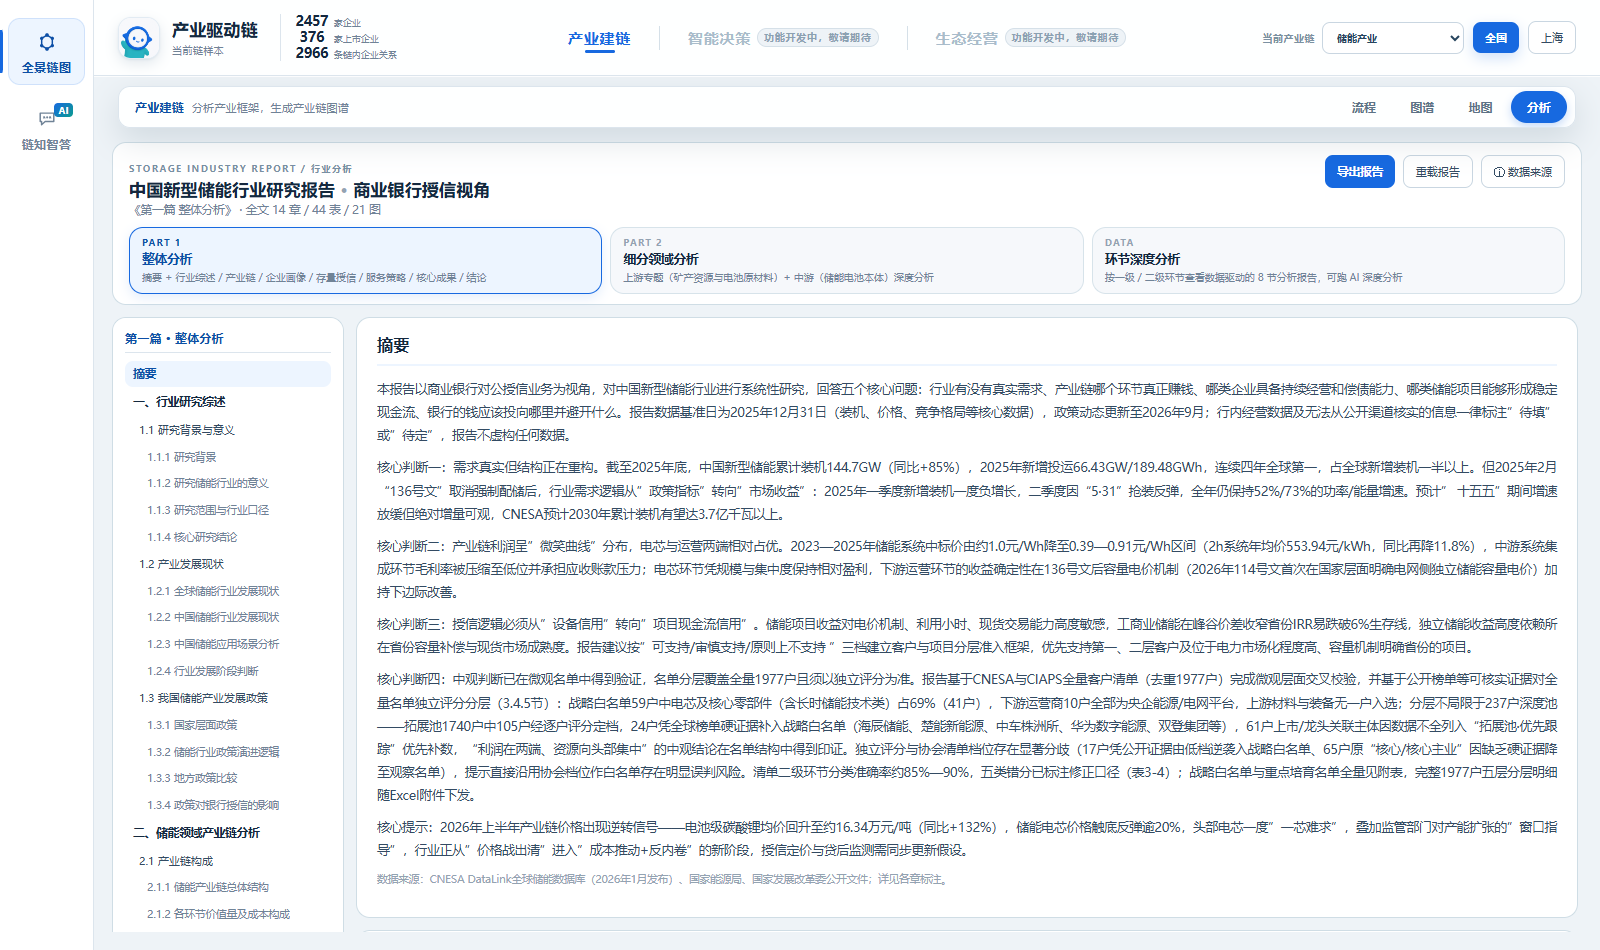 全景链图
AI
链知智答
产业驱动链
当前链样本
2457 家企业
376 家上市企业
2966 条链内企业关系
产业建链
智能决策 功能开发中,敬请期待
生态经营 功能开发中,敬请期待
当前产业链 储能产业 全国 上海
产业建链 分析产业框架,生成产业链图谱
流程 图谱 地图 分析
STORAGE INDUSTRY REPORT / 行业分析
中国新型储能行业研究报告 • 商业银行授信视角
《第一篇 整体分析》 · 全文 14 章 / 44 表 / 21 图
导出报告 重载报告 ⓘ 数据来源
PART 1
整体分析
摘要 + 行业综述 / 产业链 / 企业画像 / 存量授信 / 服务策略 / 核心成果 / 结论
PART 2
细分领域分析
上游专题(矿产资源与电池原材料)+ 中游(储能电池本体)深度分析
DATA
环节深度分析
按一级 / 二级环节查看数据驱动的 8 节分析报告,可跑 AI 深度分析
第一篇 • 整体分析
摘要
一、行业研究综述
1.1 研究背景与意义
1.1.1 研究背景
1.1.2 研究储能行业的意义
1.1.3 研究范围与行业口径
1.1.4 核心研究结论
1.2 产业发展现状
1.2.1 全球储能行业发展现状
1.2.2 中国储能行业发展现状
1.2.3 中国储能应用场景分析
1.2.4 行业发展阶段判断
1.3 我国储能产业发展政策
1.3.1 国家层面政策
1.3.2 储能行业政策演进逻辑
1.3.3 地方政策比较
1.3.4 政策对银行授信的影响
二、储能领域产业链分析
2.1 产业链构成
2.1.1 储能产业链总体结构
2.1.2 各环节价值量及成本构成
摘要
本报告以商业银行对公授信业务为视角,对中国新型储能行业进行系统性研究,回答五个核心问题:行业有没有真实需求、产业链哪个环节真正赚钱、哪类企业具备持续经营和偿债能力、哪类储能项目能够形成稳定
现金流、银行的钱应该投向哪里并避开什么。报告数据基准日为2025年12月31日(装机、价格、竞争格局等核心数据),政策动态更新至2026年9月;行内经营数据及无法从公开渠道核实的信息一律标注”待填”
或”待定”,报告不虚构任何数据。
核心判断一:需求真实但结构正在重构。截至2025年底,中国新型储能累计装机144.7GW(同比+85%),2025年新增投运66.43GW/189.48GWh,连续四年全球第一,占全球新增装机一半以上。但2025年2月
“136号文”取消强制配储后,行业需求逻辑从”政策指标”转向”市场收益”:2025年一季度新增装机一度负增长,二季度因“5·31”抢装反弹,全年仍保持52%/73%的功率/能量增速。预计” 十五五”期间增速
放缓但绝对增量可观,CNESA预计2030年累计装机有望达3.7亿千瓦以上。
核心判断二:产业链利润呈”微笑曲线”分布,电芯与运营两端相对占优。2023—2025年储能系统中标价由约1.0元/Wh降至0.39—0.91元/Wh区间(2h系统年均价553.94元/kWh,同比再降11.8%),中游系统集
成环节毛利率被压缩至低位并承担应收账款压力;电芯环节凭规模与集中度保持相对盈利,下游运营环节的收益确定性在136号文后容量电价机制(2026年114号文首次在国家层面明确电网侧独立储能容量电价)加
持下边际改善。
核心判断三:授信逻辑必须从”设备信用”转向”项目现金流信用”。储能项目收益对电价机制、利用小时、现货交易能力高度敏感,工商业储能在峰谷价差收窄省份IRR易跌破6%生存线,独立储能收益高度依赖所
在省份容量补偿与现货市场成熟度。报告建议按”可支持/审慎支持/原则上不支持 ”三档建立客户与项目分层准入框架,优先支持第一、二层客户及位于电力市场化程度高、容量机制明确省份的项目。
核心判断四:中观判断已在微观名单中得到验证,名单分层覆盖全量1977户且须以独立评分为准。报告基于CNESA与CIAPS全量客户清单(去重1977户)完成微观层面交叉校验,并基于公开榜单等可核实证据对全
量名单独立评分分层(3.4.5节):战略白名单59户中电芯及核心零部件(含长时储能技术类)占69%(41户),下游运营商10户全部为央企能源/电网平台,上游材料与装备无一户入选;分层不局限于237户深度池
——拓展池1740户中105户经逐户评分定档,24户凭全球榜单硬证据补入战略白名单(海辰储能、楚能新能源、中车株洲所、华为数字能源、双登集团等),61户上市/龙头关联主体因数据不全列入“拓展池·优先跟
踪”优先补数,“利润在两端、资源向头部集中”的中观结论在名单结构中得到印证。独立评分与协会清单档位存在显著分歧(17户凭公开证据由低档逆袭入战略白名单、65户原“核心/核心主业”因缺乏硬证据降
至观察名单),提示直接沿用协会档位作白名单存在明显误判风险。清单二级环节分类准确率约85%—90%,五类错分已标注修正口径(表3-4);战略白名单与重点培育名单全量见附表,完整1977户五层分层明细
随Excel附件下发。
核心提示:2026年上半年产业链价格出现逆转信号——电池级碳酸锂均价回升至约16.34万元/吨(同比+132%),储能电芯价格触底反弹逾20%,头部电芯一度”一芯难求”,叠加监管部门对产能扩张的”窗口指
导”,行业正从”价格战出清”进入”成本推动+反内卷”的新阶段,授信定价与贷后监测需同步更新假设。
数据来源:CNESA DataLink全球储能数据库(2026年1月发布)、国家能源局、国家发展改革委公开文件;详见各章标注。